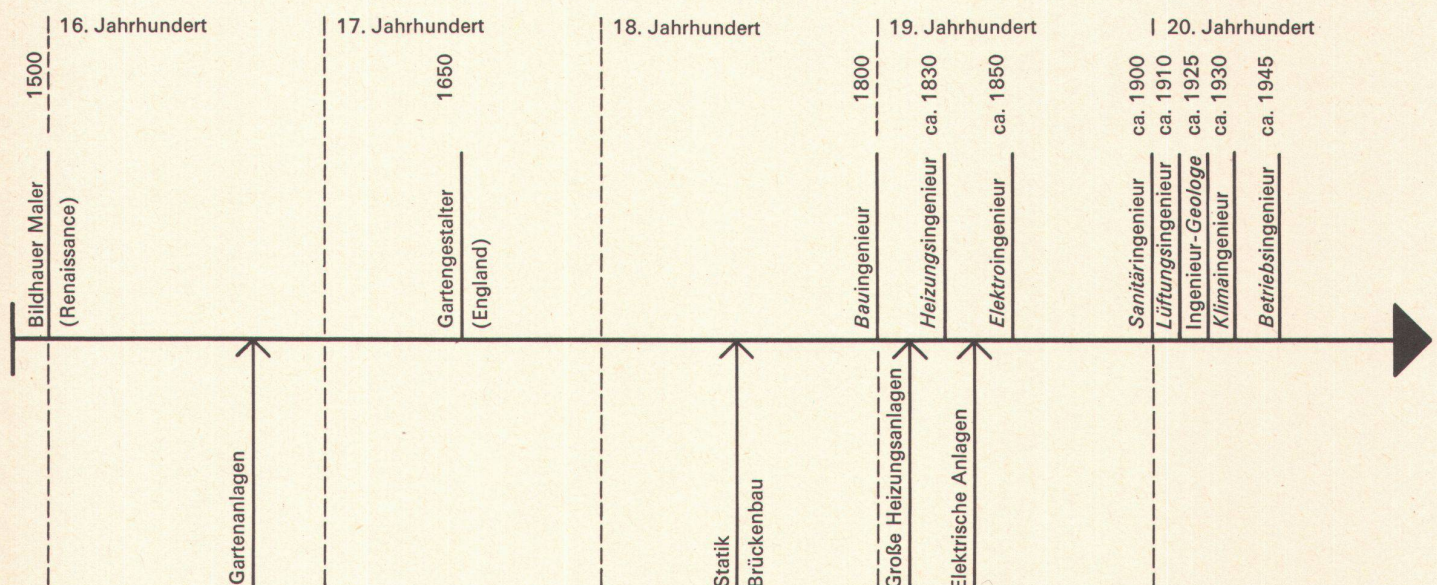 16. Jahrhundert
17. Jahrhundert
18. Jahrhundert
19. Jahrhundert
20. Jahrhundert
1500
1650
1800
ca. 1830
ca. 1850
ca. 1900
ca. 1910
ca. 1925
ca. 1930
ca. 1945
Bildhauer Maler
(Renaissance)
Gartengestalter
(England)
Bauingenieur
Heizungsingenieur
Elektroingenieur
Sanitäringenieur
Lüftungsingenieur
Ingenieur-Geologe
Klimaingenieur
Betriebsingenieur
Gartenanlagen
Statik
Brückenbau
Große Heizungsanlagen
Elektrische Anlagen